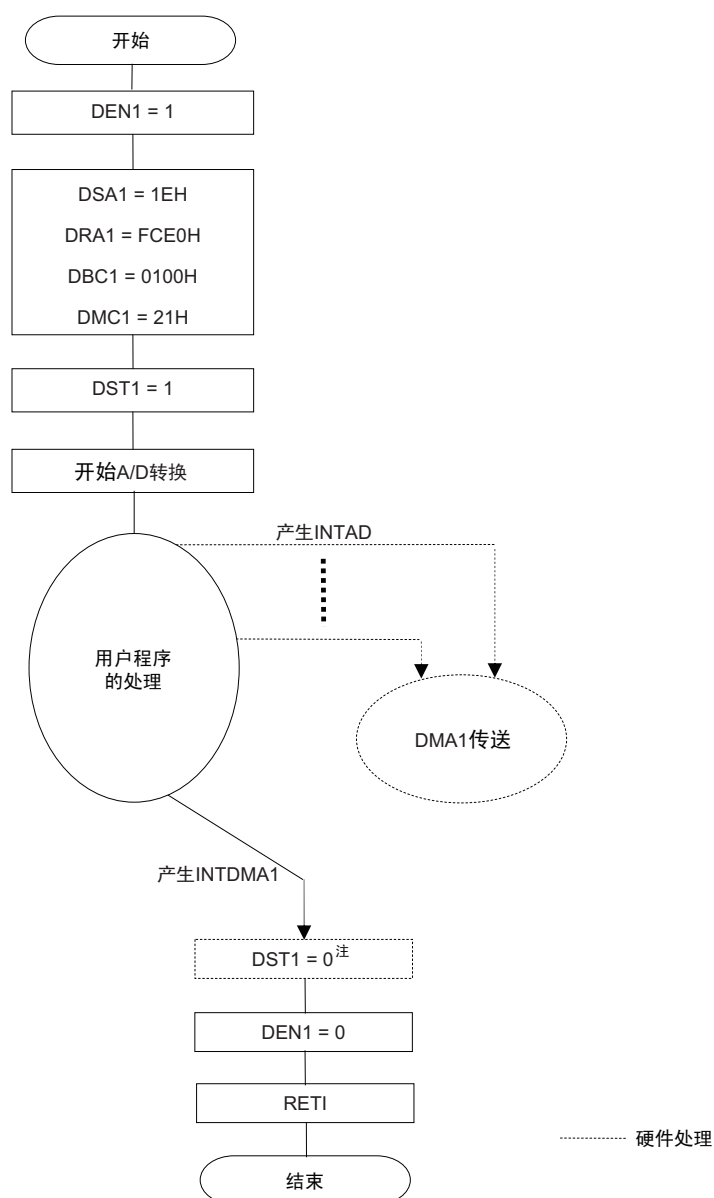 开始
DEN1 = 1
DSA1 = 1EH
DRA1 = FCE0H
DBC1 = 0100H
DMC1 = 21H
DST1 = 1
开始A/D转换
产生INTAD
用户程序
的处理
DMA1传送
产生INTDMA1
DST1 = 0注
DEN1 = 0
RETI
硬件处理
结束